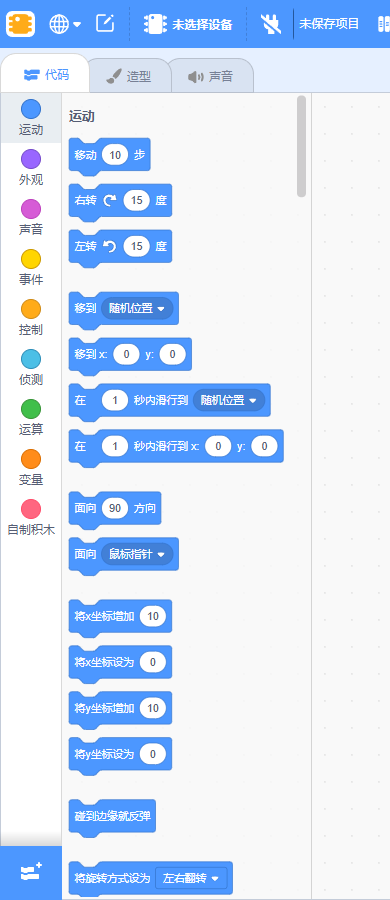 未选择设备 未保存项目
代码 造型 声音
运动
外观
声音
事件
控制
侦测
运算
变量
自制积木
运动
移动 10 步
右转 15 度
左转 15 度
移到 随机位置
移到 x: 0 y: 0
在 1 秒内滑行到 随机位置
在 1 秒内滑行到 x: 0 y: 0
面向 90 方向
面向 鼠标指针
将x坐标增加 10
将x坐标设为 0
将y坐标增加 10
将y坐标设为 0
碰到边缘就反弹
将旋转方式设为 左右翻转